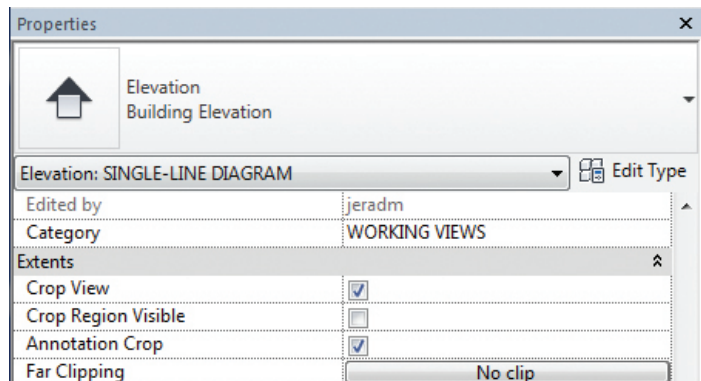 Properties
Elevation
Building Elevation
Elevation: SINGLE-LINE DIAGRAM Edit Type
Edited by jeradm
Category WORKING VIEWS
Extents
Crop View
Crop Region Visible
Annotation Crop
Far Clipping No clip